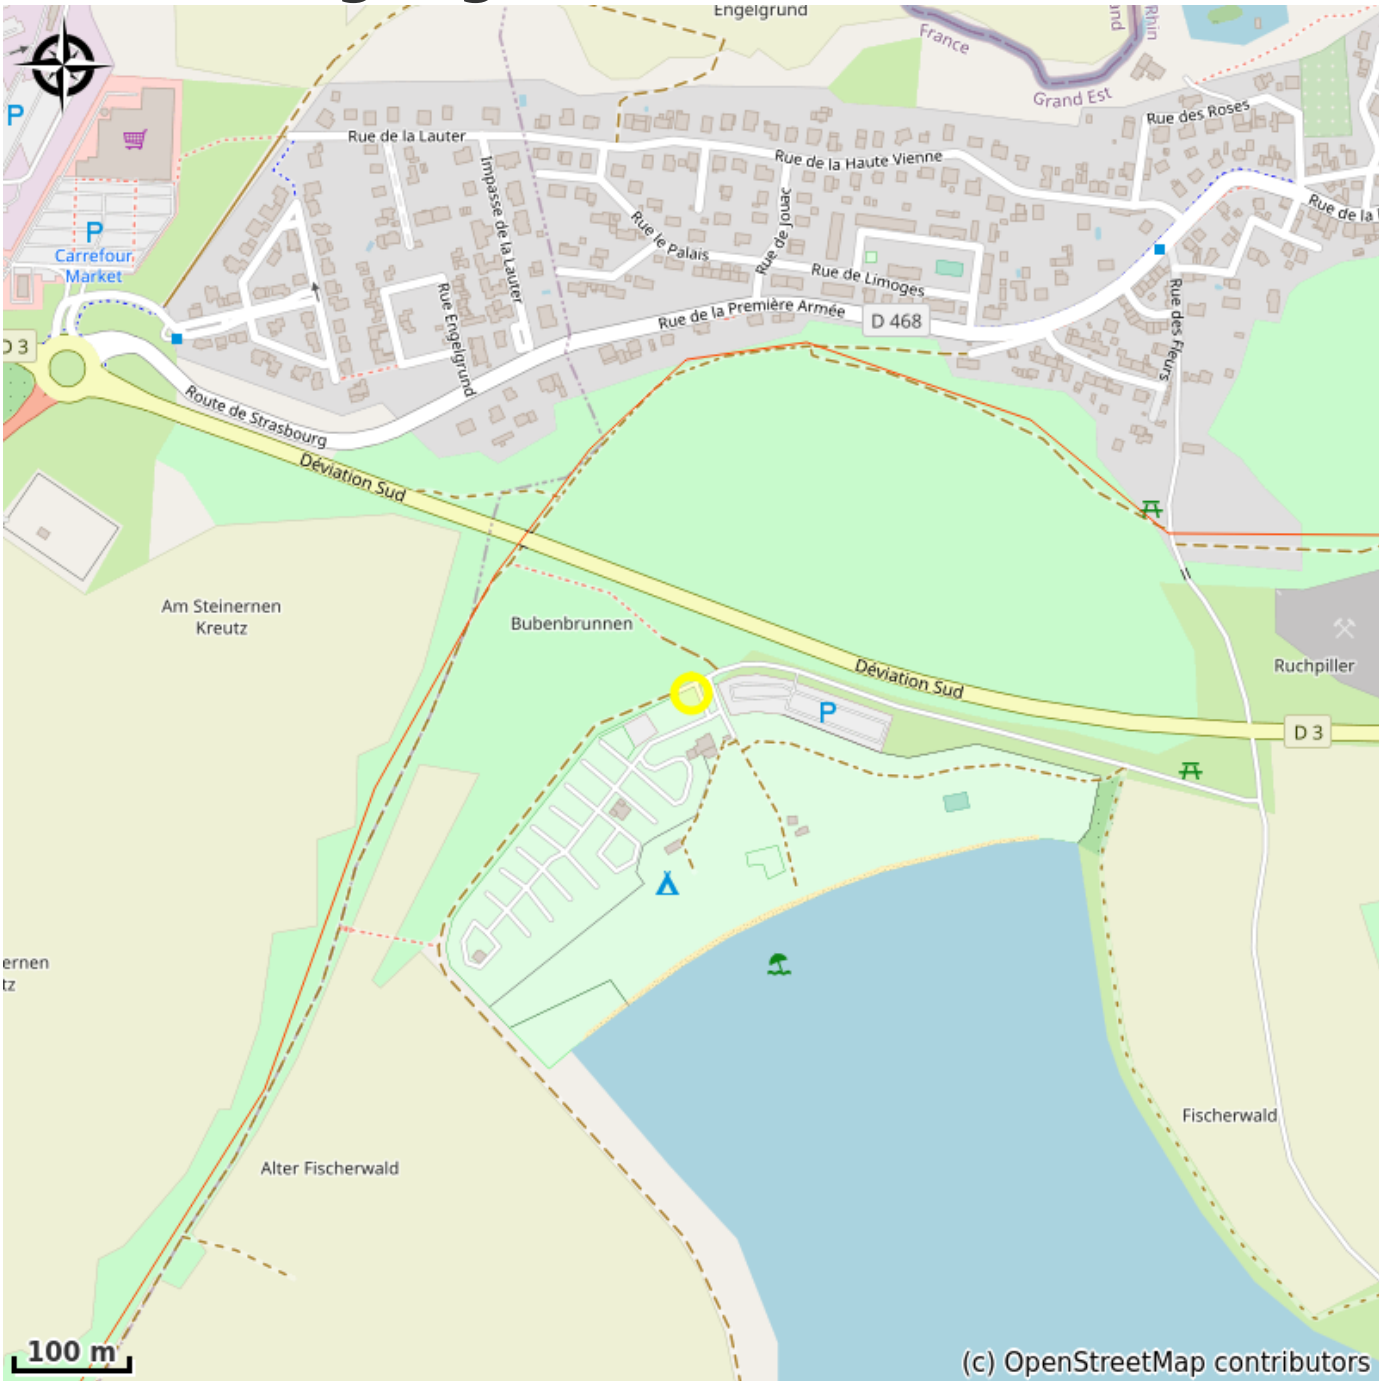 Engelgrund
France
Grand Est
Rhin
Rue des Roses
Rue de la Lauter
Rue de la Haute Vienne
Impasse de la Lauter
Rue de jouac
Rue le Palais
Rue de la
P
P
Carrefour
Market
Rue de Limoges
Rue Engelgrund
Rue de la Première Armée
D 468
Rue des Fleurs
D 3
Route de Strasbourg
Déviation Sud
Am Steinernen
Kreutz
Bubenbrunnen
Déviation Sud
Ruchpiller
P
D 3
ernen
tz
Fischerwald
Alter Fischerwald
100 m
(c) OpenStreetMap contributors